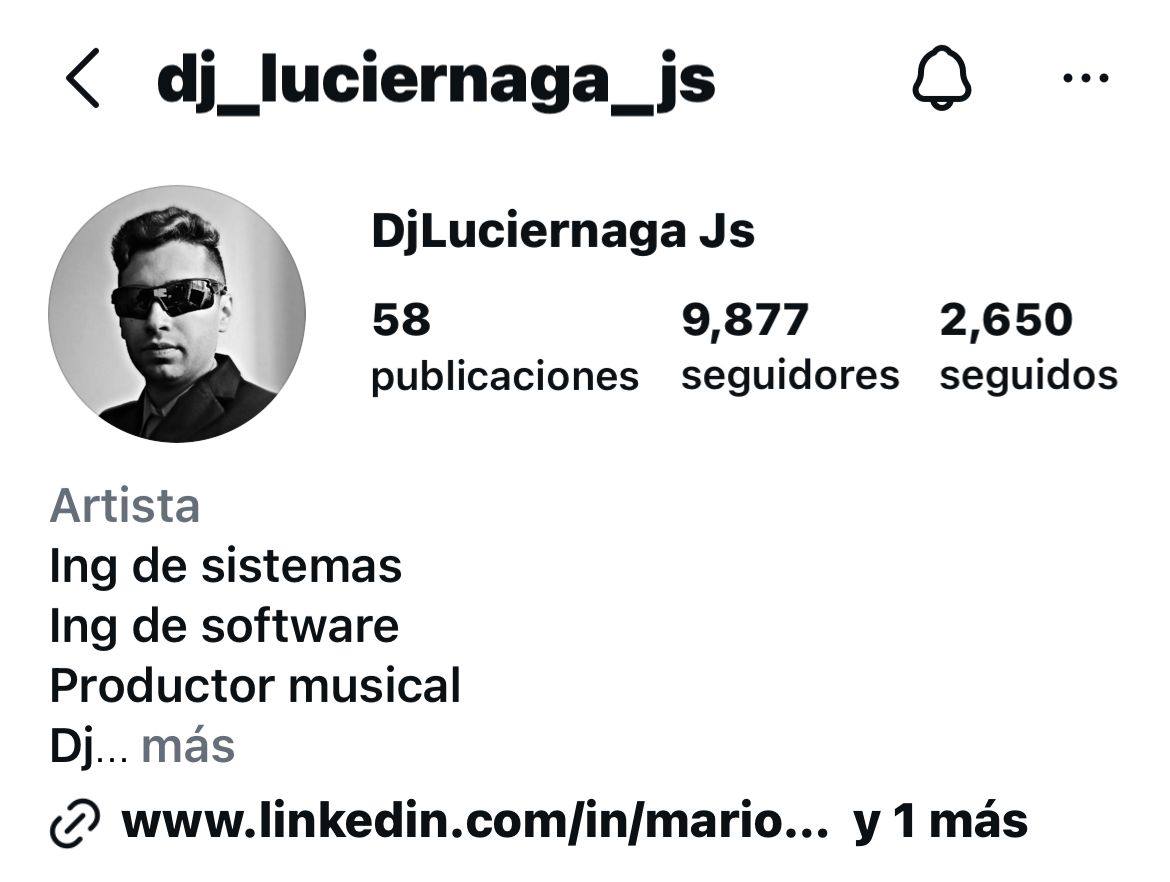 dj_luciernaga_js
DjLuciernaga Js
58 9,877 2,650
publicaciones seguidores seguidos
Artista
Ing de sistemas
Ing de software
Productor musical
Dj... más
www.linkedin.com/in/mario... y 1 más